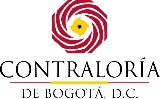 CONTRALORÍA
DE BOGOTÁ, D.C.